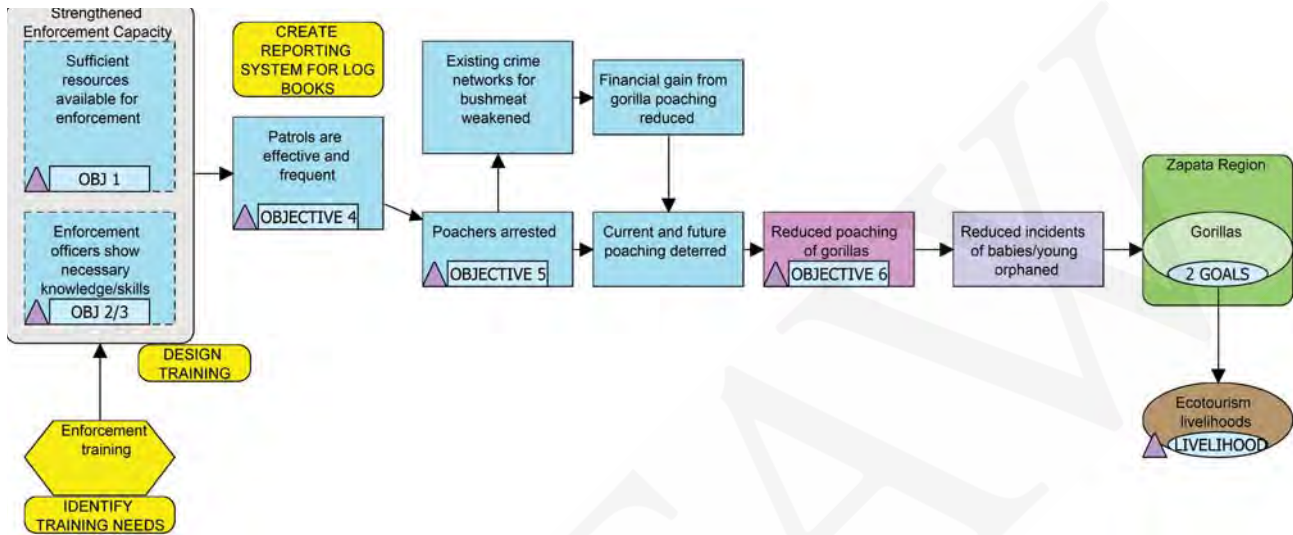 Strengthened
Enforcement Capacity
Sufficient
resources
available for
enforcement
OBJ 1
Enforcement
officers show
necessary
knowledge/skills
OBJ 2/3
DESIGN
TRAINING
Enforcement
training
IDENTIFY
TRAINING NEEDS
CREATE
REPORTING
SYSTEM FOR LOG
BOOKS
Patrols are
effective and
frequent
OBJECTIVE 4
Existing crime
networks for
bushmeat
weakened
Financial gain from
gorilla poaching
reduced
Poachers arrested
OBJECTIVE 5
Current and future
poaching deterred
Reduced poaching
of gorillas
OBJECTIVE 6
Reduced incidents
of babies/young
orphaned
Zapata Region
Gorillas
2 GOALS
Ecotourism
livelihoods
LIVELIHOOD